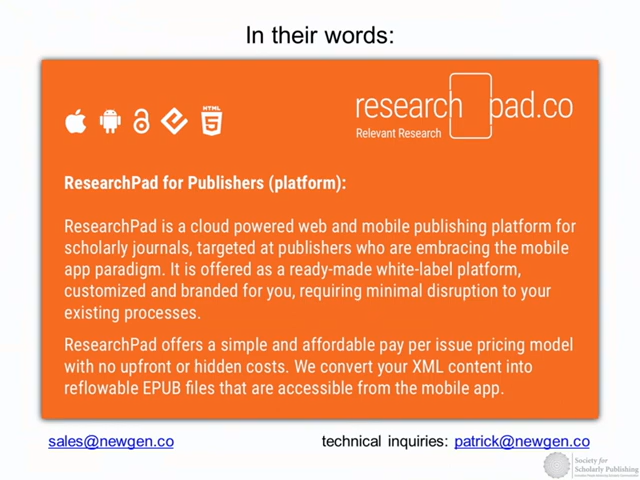 In their words:
HTML
research pad.co
Relevant Research
ResearchPad for Publishers (platform):
ResearchPad is a cloud powered web and mobile publishing platform for
scholarly journals, targeted at publishers who are embracing the mobile
app paradigm. It is offered as a ready-made white-label platform,
customized and branded for you, requiring minimal disruption to your
existing processes.
ResearchPad offers a simple and affordable pay per issue pricing model
with no upfront or hidden costs. We convert your XML content into
reflowable EPUB files that are accessible from the mobile app.
sales@newgen.co technical inquiries: patrick@newgen.co
Society for
Scholarly Publishing